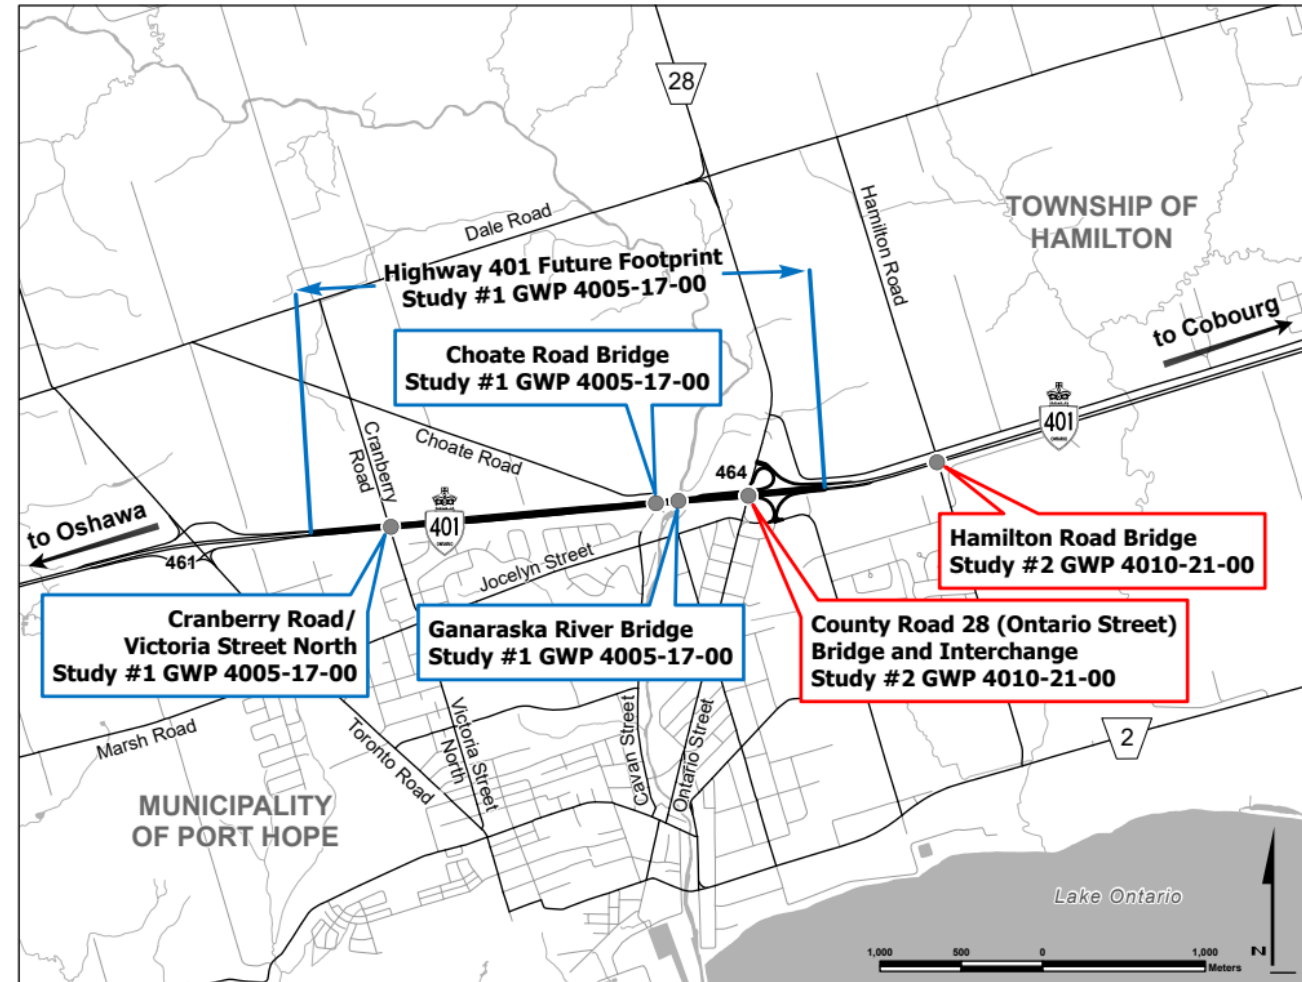 28
Hamilton Road
TOWNSHIP OF
HAMILTON
Dale Road
Highway 401 Future Footprint
Study #1 GWP 4005-17-00
to Cobourg
Choate Road Bridge
Study #1 GWP 4005-17-00
401
ONTARIO
Cranberry
Road
Choate Road
464
to Oshawa
401
ONTARIO
461
Jocelyn Street
Hamilton Road Bridge
Study #2 GWP 4010-21-00
Cranberry Road/
Victoria Street North
Study #1 GWP 4005-17-00
Ganaraska River Bridge
Study #1 GWP 4005-17-00
County Road 28 (Ontario Street)
Bridge and Interchange
Study #2 GWP 4010-21-00
Marsh Road
Toronto Road
Victoria Street
North
Cavan Street
Ontario Street
2
MUNICIPALITY
OF PORT HOPE
Lake Ontario
1,000 500 0 1,000
Meters
N